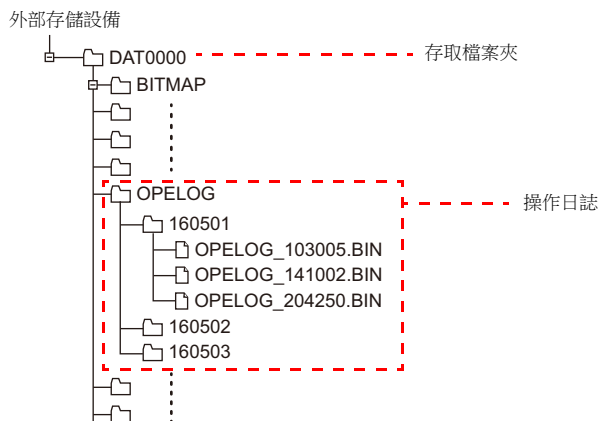 外部存儲設備
DAT0000
存取檔案夾
BITMAP
OPELOG
操作日誌
160501
OPELOG_103005.BIN
OPELOG_141002.BIN
OPELOG_204250.BIN
160502
160503